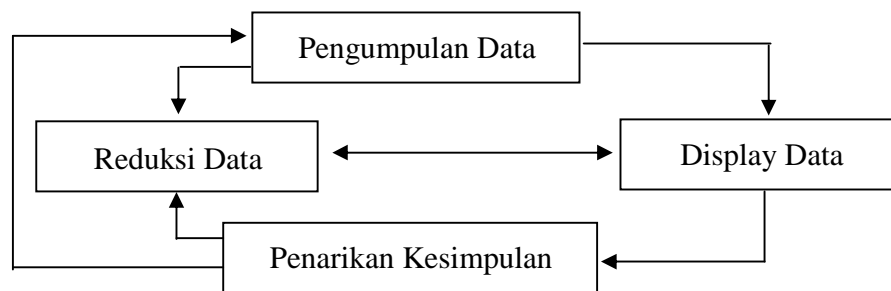 Pengumpulan Data
Reduksi Data
Display Data
Penarikan Kesimpulan